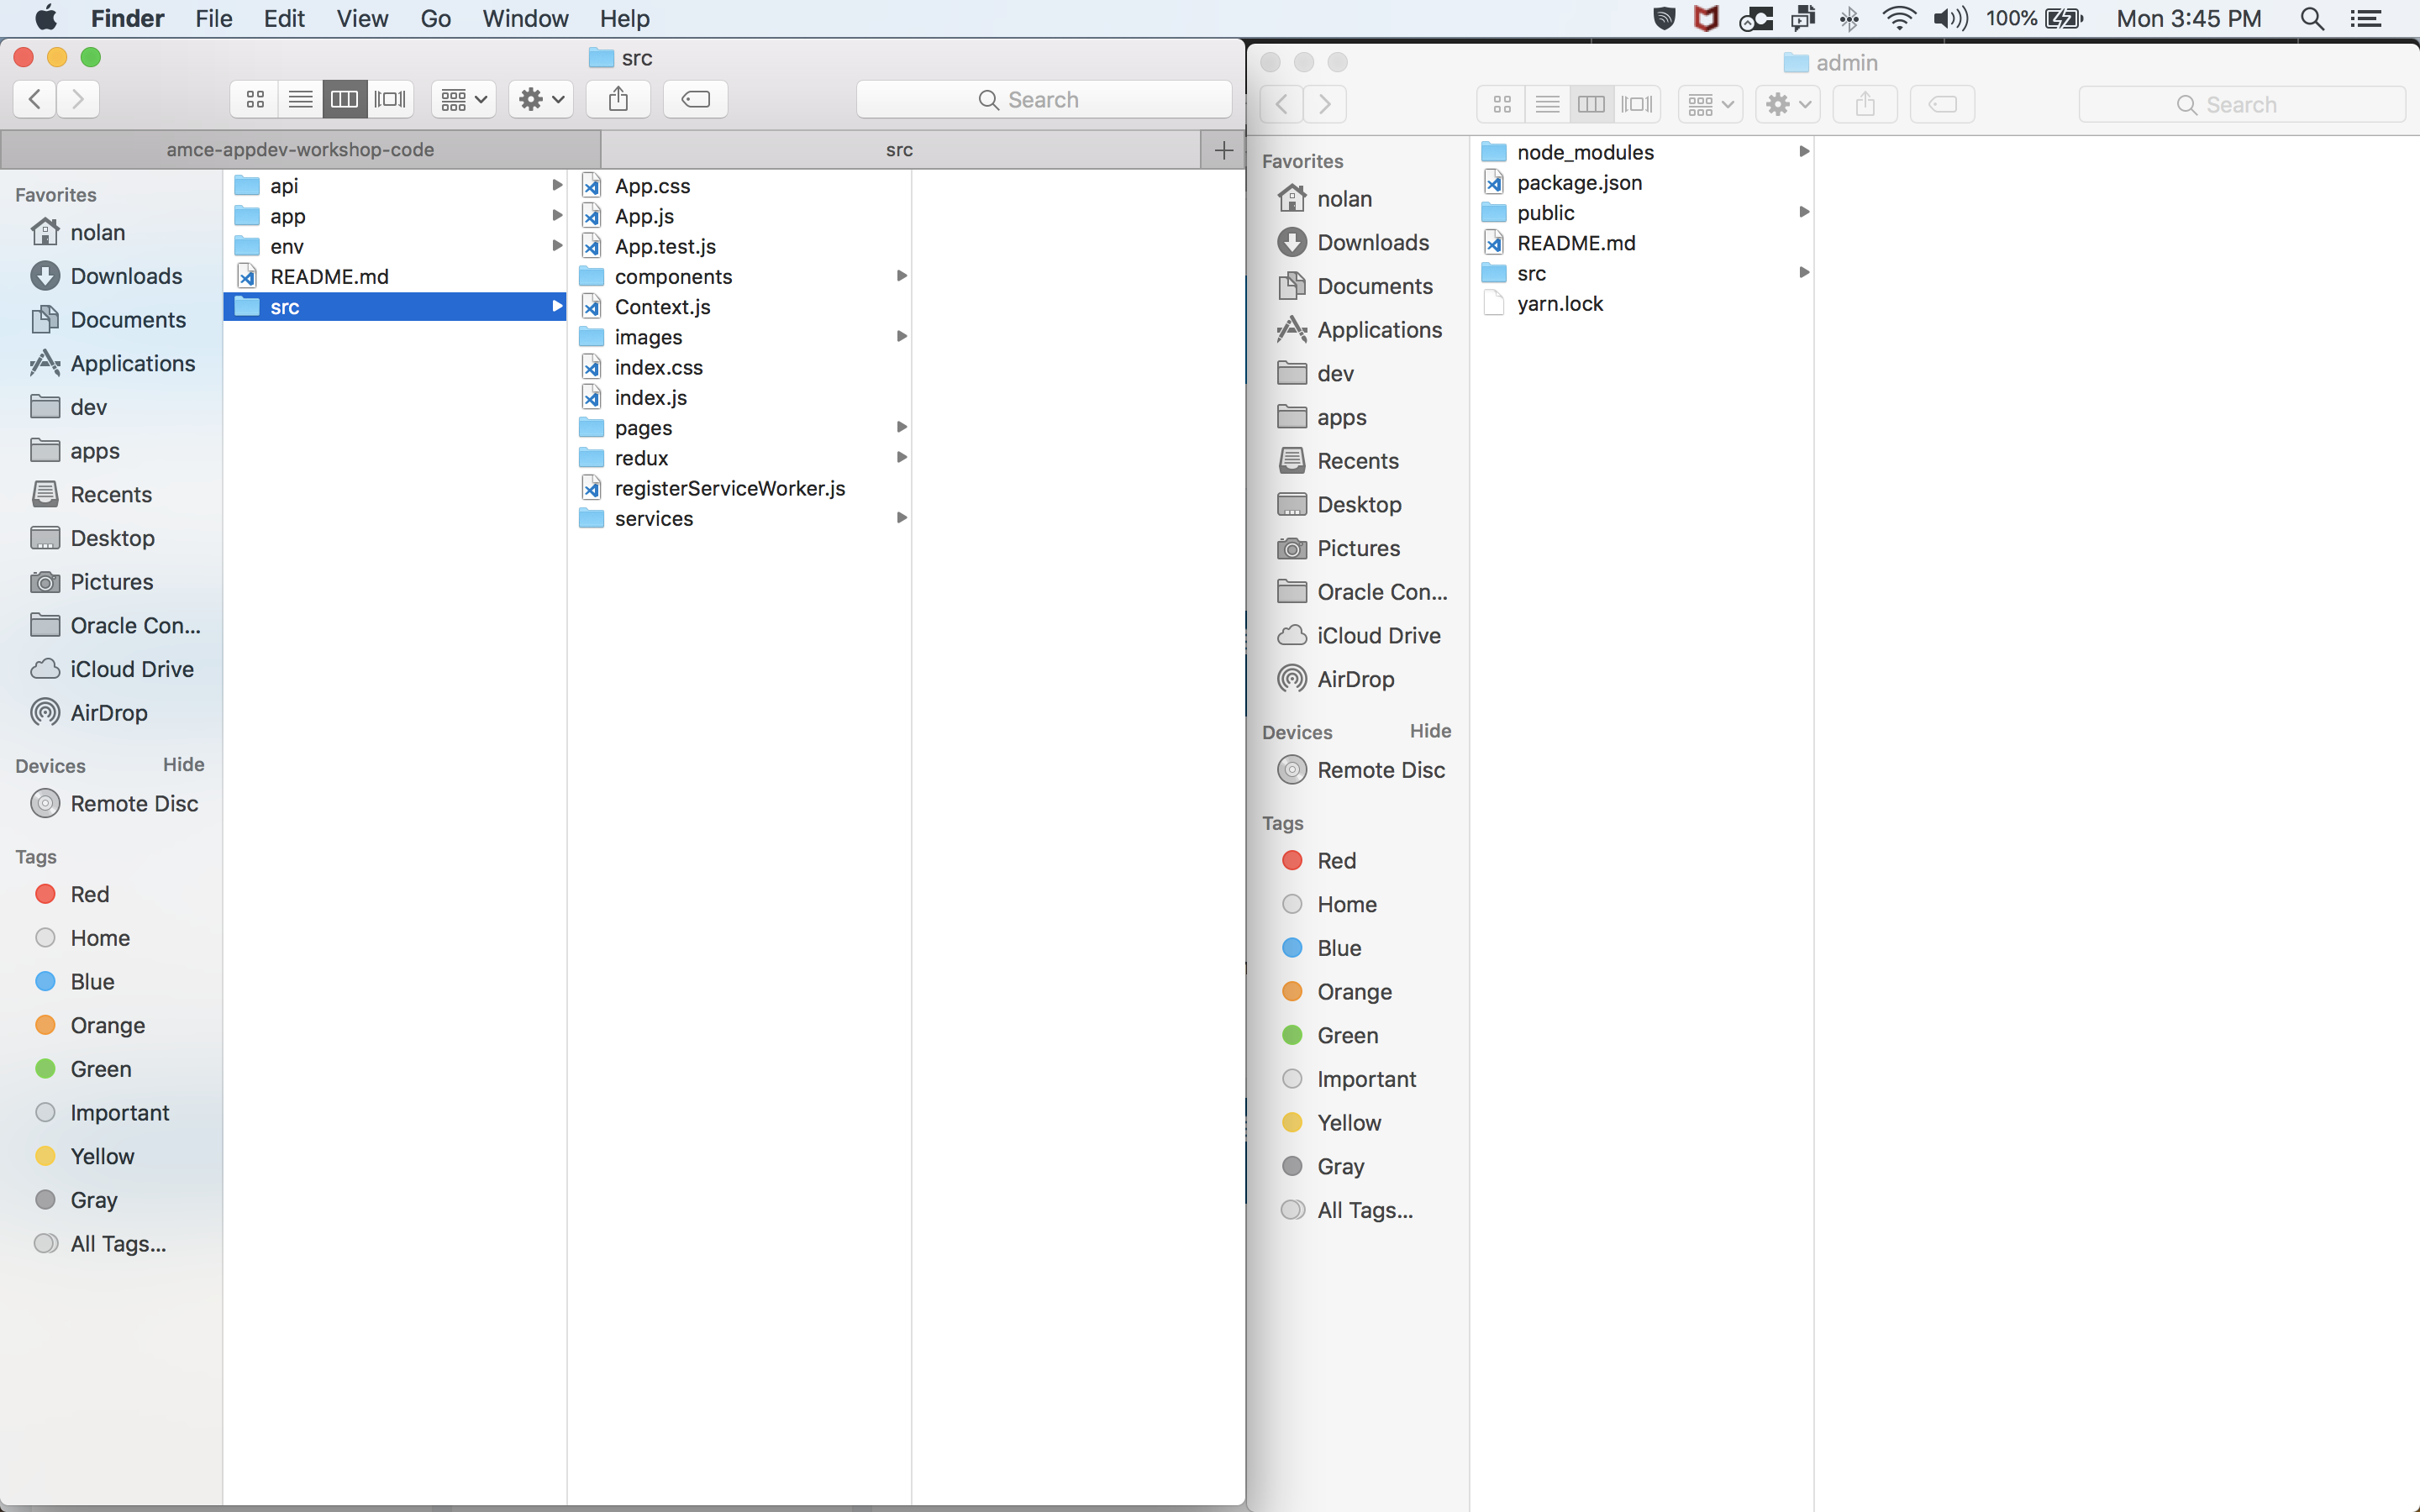 Finder File Edit View Go Window Help 100% Mon 3:45 PM
src
Search
amce-appdev-workshop-code
src
Favorites
nolan
Downloads
Documents
Applications
dev
apps
Recents
Desktop
Pictures
Oracle Con...
iCloud Drive
AirDrop
Devices Hide
Remote Disc
Tags
Red
Home
Blue
Orange
Green
Important
Yellow
Gray
All Tags...
api
app
env
README.md
src
App.css
App.js
App.test.js
components
Context.js
images
index.css
index.js
pages
redux
registerServiceWorker.js
services
admin
Search
Favorites
nolan
Downloads
Documents
Applications
dev
apps
Recents
Desktop
Pictures
Oracle Con...
iCloud Drive
AirDrop
Devices Hide
Remote Disc
Tags
Red
Home
Blue
Orange
Green
Important
Yellow
Gray
All Tags...
node_modules
package.json
public
README.md
src
yarn.lock